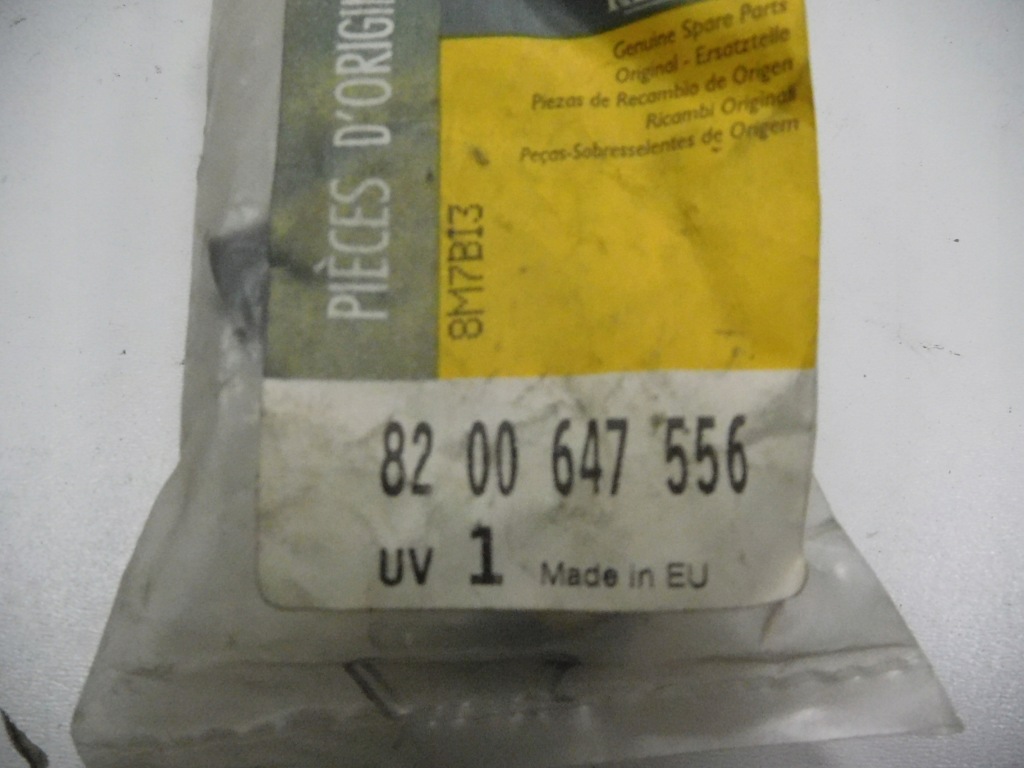 Genuine Spare Parts
Original - Ersatzteile
Piezas de Recambio de Origen
Ricambi Originali
Peças-Sobresselentes de Origem
PIÈCES D'ORIGIN
8M7BI3
82 00 647 556
UV 1 Made in EU